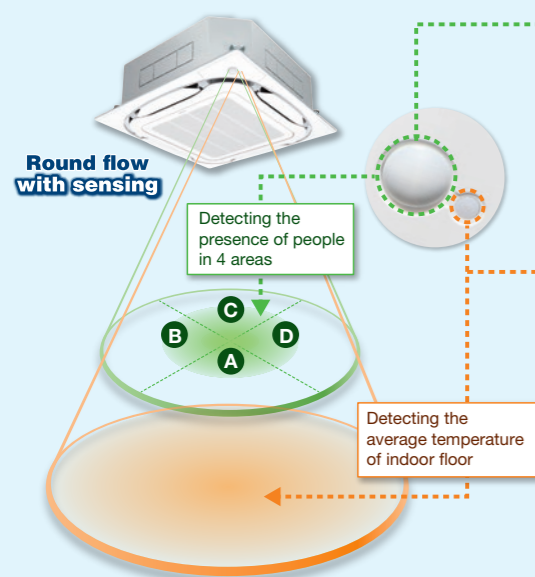 Round flow
with sensing
Detecting the
presence of people
in 4 areas
C
B
D
A
Detecting the
average temperature
of indoor floor